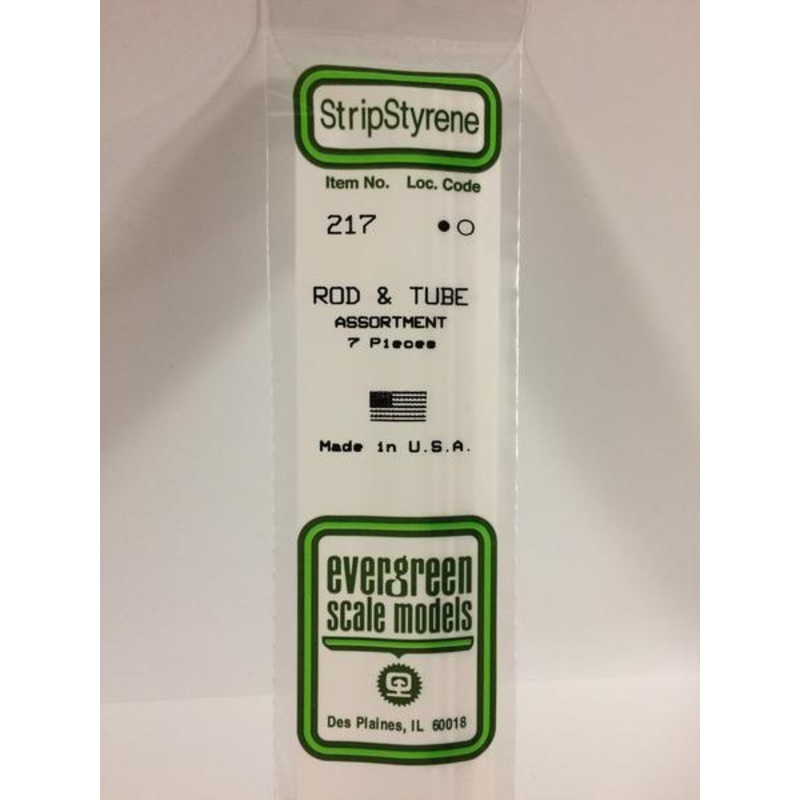 StripStyrene
Item No. Loc. Code
217 ●○
ROD & TUBE
ASSORTMENT
7 Pieces
Made in U.S.A.
evergreen
scale models
Des Plaines, IL 60018